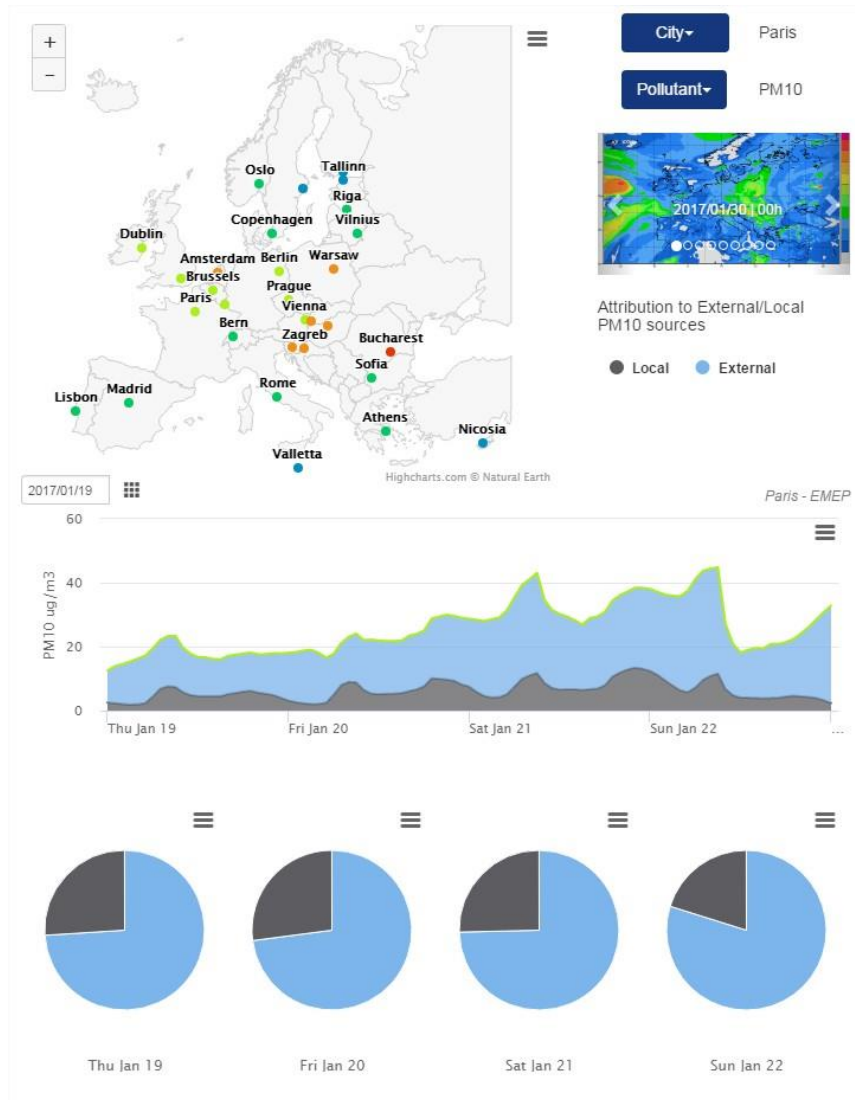 +
−
City
Paris
Pollutant
PM10
2017/01/30 | 00h
Attribution to External/Local
PM10 sources
Local
External
Oslo
Tallinn
Riga
Copenhagen
Vilnius
Dublin
Amsterdam
Berlin
Warsaw
Brussels
Prague
Paris
Vienna
Bern
Zagreb
Bucharest
Sofia
Lisbon
Madrid
Rome
Athens
Nicosia
Valletta
Highcharts.com © Natural Earth
2017/01/19
Paris - EMEP
PM10 ug/m3
60
40
20
0
Thu Jan 19
Fri Jan 20
Sat Jan 21
Sun Jan 22
...
Thu Jan 19
Fri Jan 20
Sat Jan 21
Sun Jan 22